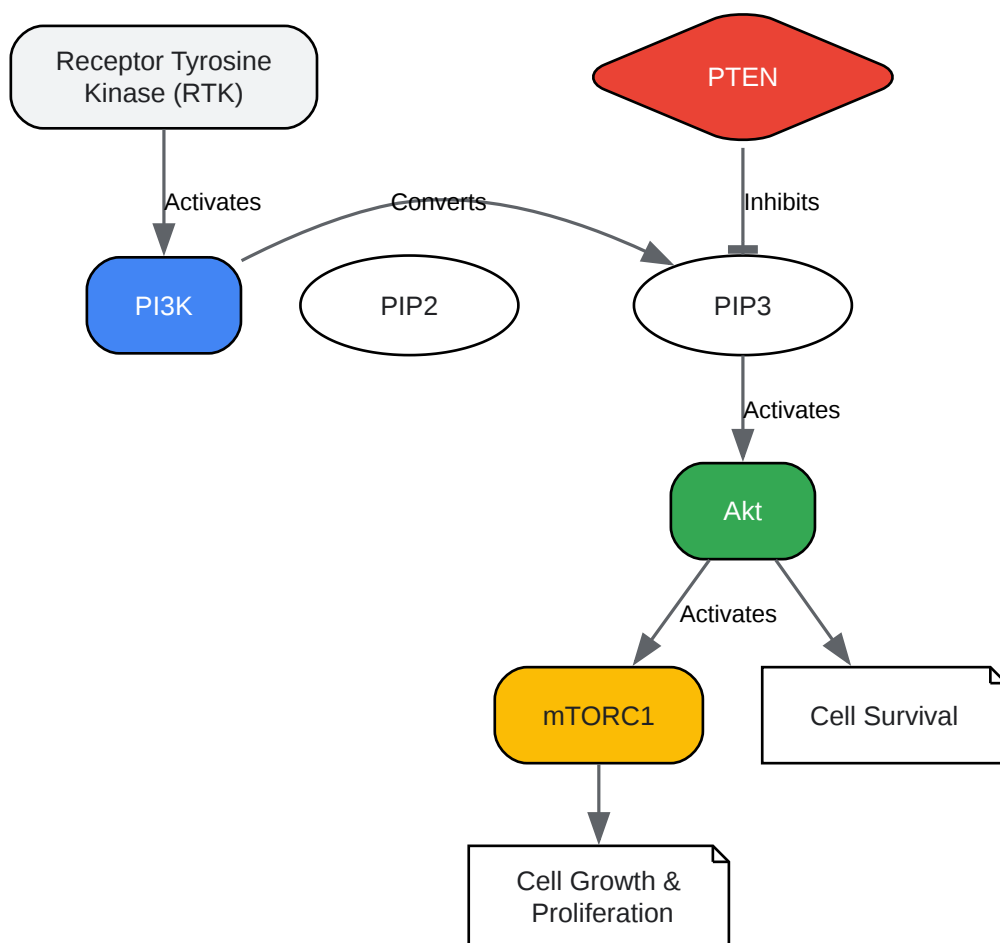 Receptor Tyrosine
Kinase (RTK)
PTEN
Activates
Converts
Inhibits
PI3K
PIP2
PIP3
Activates
Akt
Activates
mTORC1
Cell Survival
Cell Growth &
Proliferation